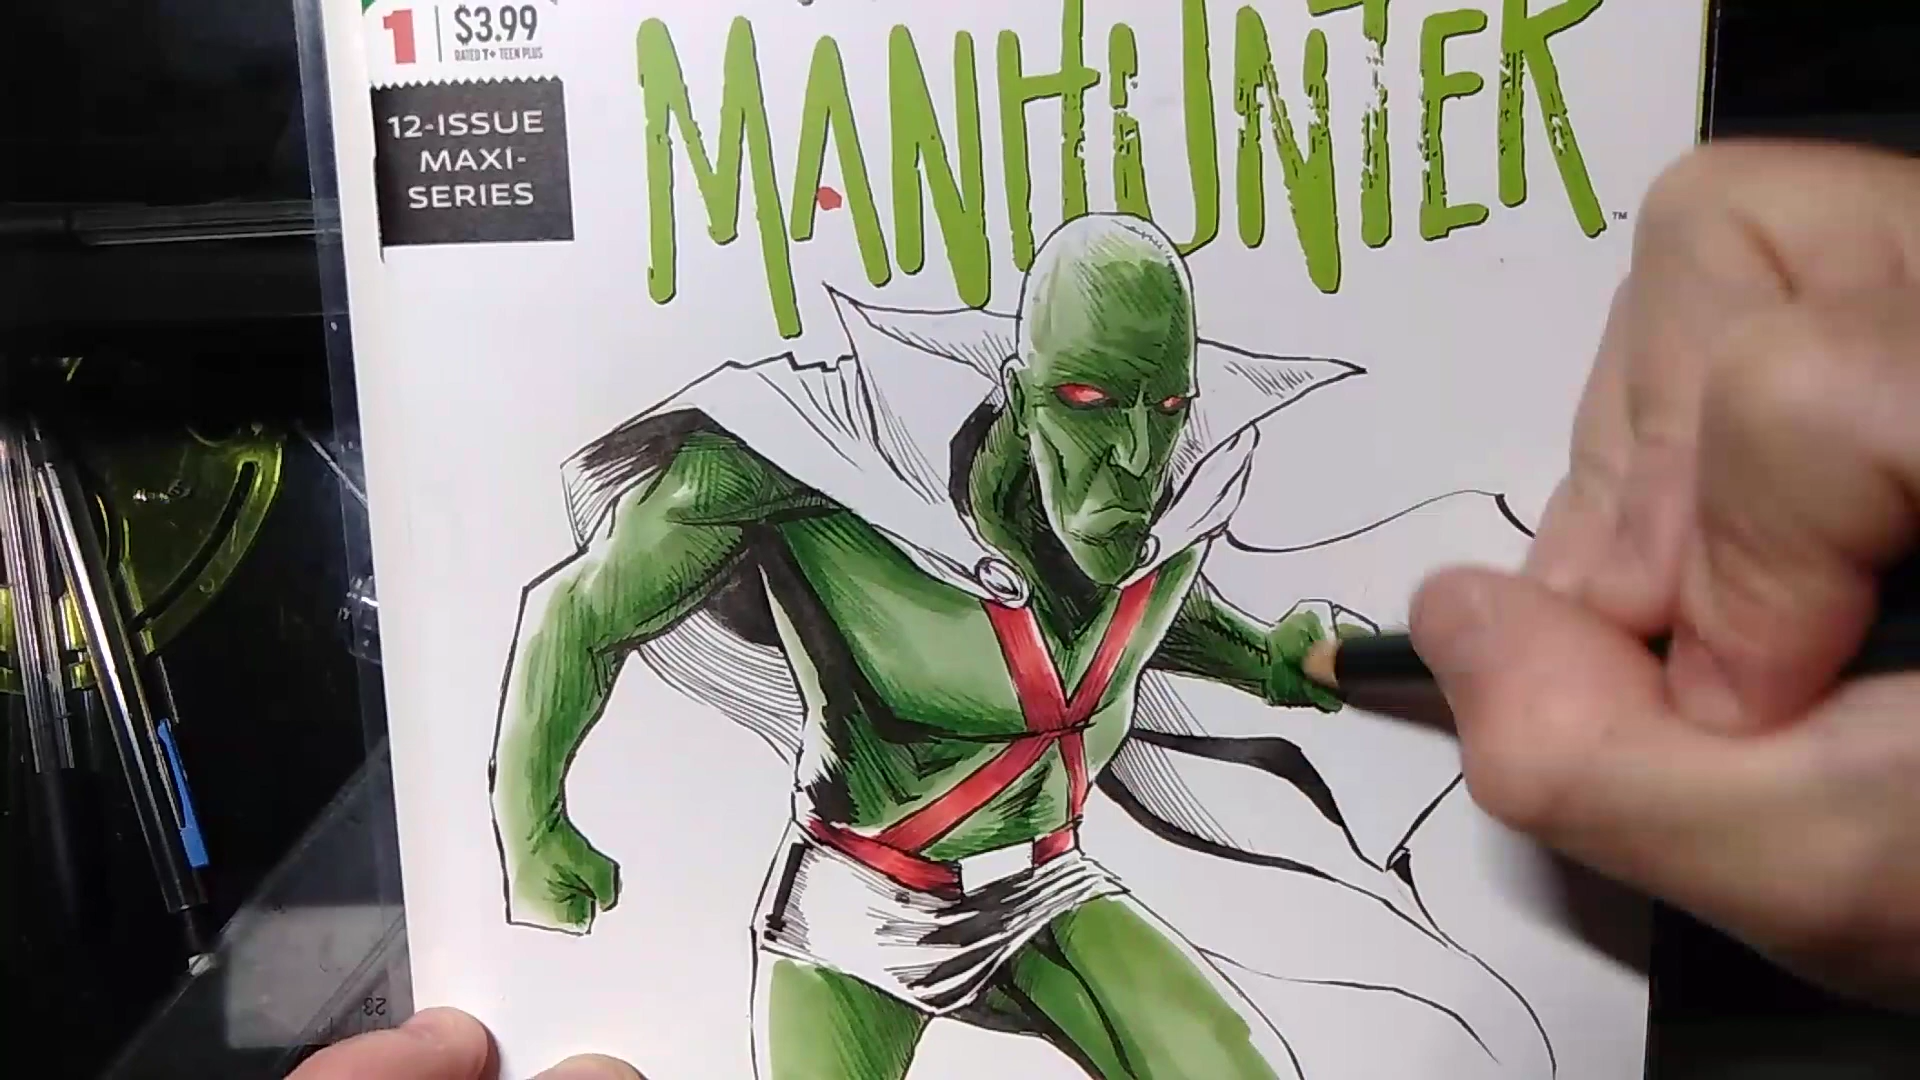 1
$3.99
RATED T+ TEEN PLUS
MANHUNTER
TM
12-ISSUE
MAXI-
SERIES
23